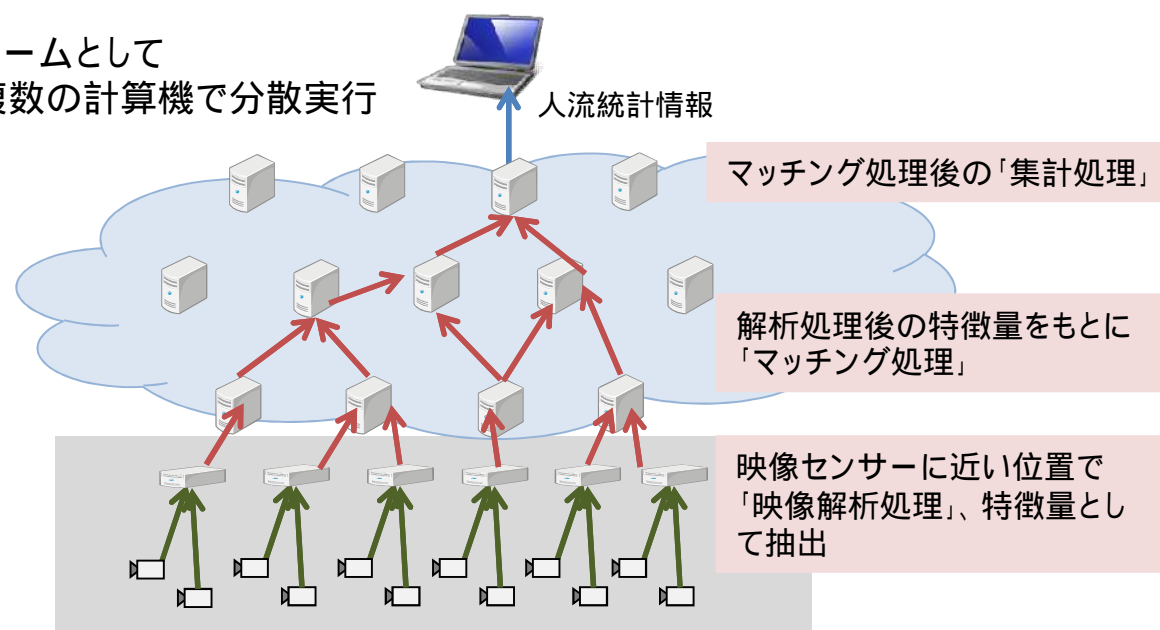 ームとして
複数の計算機で分散実行
人流統計情報
マッチング処理後の「集計処理」
解析処理後の特徴量をもとに
「マッチング処理」
映像センサーに近い位置で
「映像解析処理」、特徴量とし
て抽出